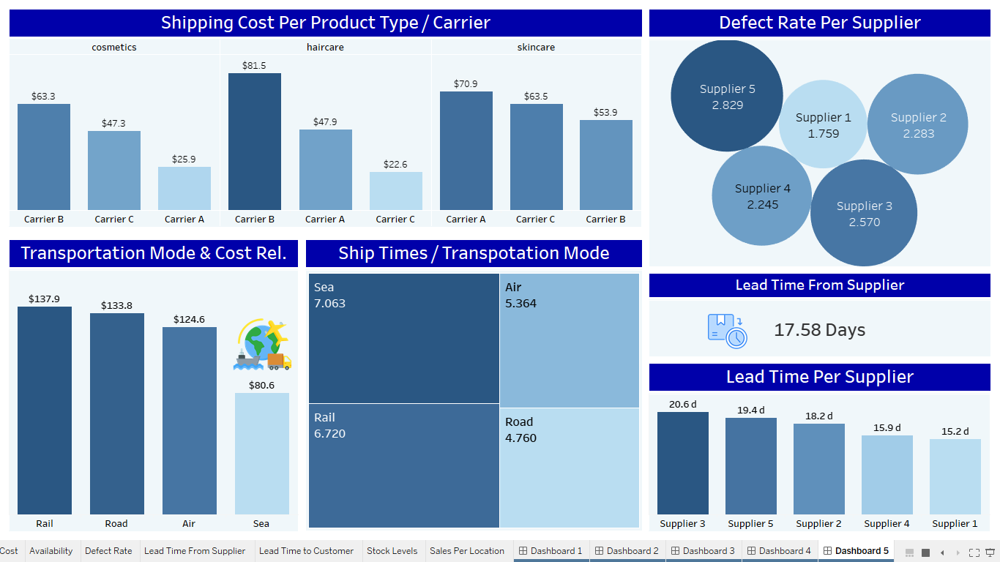 Shipping Cost Per Product Type / Carrier
cosmetics
haircare
skincare
$63.3
$47.3
$25.9
$81.5
$47.9
$22.6
$70.9
$63.5
$53.9
Carrier B
Carrier C
Carrier A
Carrier B
Carrier A
Carrier C
Carrier A
Carrier C
Carrier B
Defect Rate Per Supplier
Supplier 5
2.829
Supplier 1
1.759
Supplier 2
2.283
Supplier 4
2.245
Supplier 3
2.570
Transportation Mode & Cost Rel.
$137.9
$133.8
$124.6
$80.6
Rail
Road
Air
Sea
Ship Times / Transpotation Mode
Sea
7.063
Air
5.364
Rail
6.720
Road
4.760
Lead Time From Supplier
17.58 Days
Lead Time Per Supplier
20.6 d
19.4 d
18.2 d
15.9 d
15.2 d
Supplier 3
Supplier 5
Supplier 2
Supplier 4
Supplier 1
Cost
Availability
Defect Rate
Lead Time From Supplier
Lead Time to Customer
Stock Levels
Sales Per Location
Dashboard 1
Dashboard 2
Dashboard 3
Dashboard 4
Dashboard 5